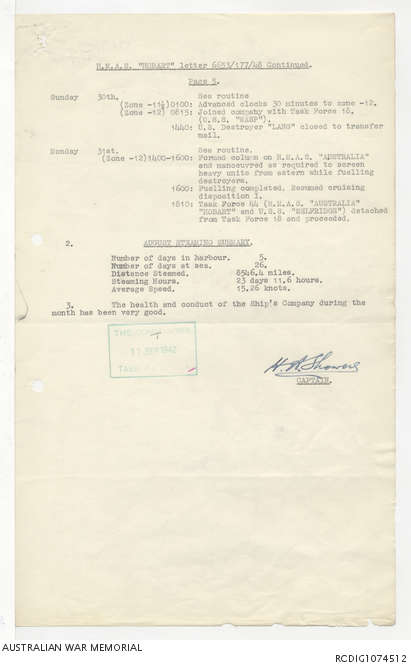 H.M.A.S. "HOBART" letter 6653/177/48 Continued.
Page 5.
Sunday 30th. See routine
(Zone -11½) 0100: Advanced clocks 30 minutes to zone -12.
(Zone -12) 0815: Joined company with Task Force 18,
(U.S.S. "WASP").
1440: U.S. Destroyer "LANG" closed to transfer
mail.
Monday 31st. See routine.
(Zone -12)1400-1600: Formed column on H.M.A.S. "AUSTRALIA"
and manoeuvred as required to screen
heavy units from astern while fuelling
destroyers.
1600: Fuelling completed. Resumed cruising
disposition I.
1810: Task Force 44 (H.M.A.S. "AUSTRALIA"
"HOBART" and U.S.S. "SELFRIDGE") detached
from Task Force 18 and proceeded.
2. AUGUST STEAMING SUMMARY.
Number of days in harbour. 5.
Number of days at sea. 26.
Distance Steamed. 8546.4 miles.
Steaming Hours. 23 days 11.6 hours.
Average Speed. 15.26 knots.
3. The health and conduct of the Ship's Company during the
month has been very good.
SEP 1942
TASK
H. A. Showers
CAPTAIN.
AUSTRALIAN WAR MEMORIAL
RCDIG1074512